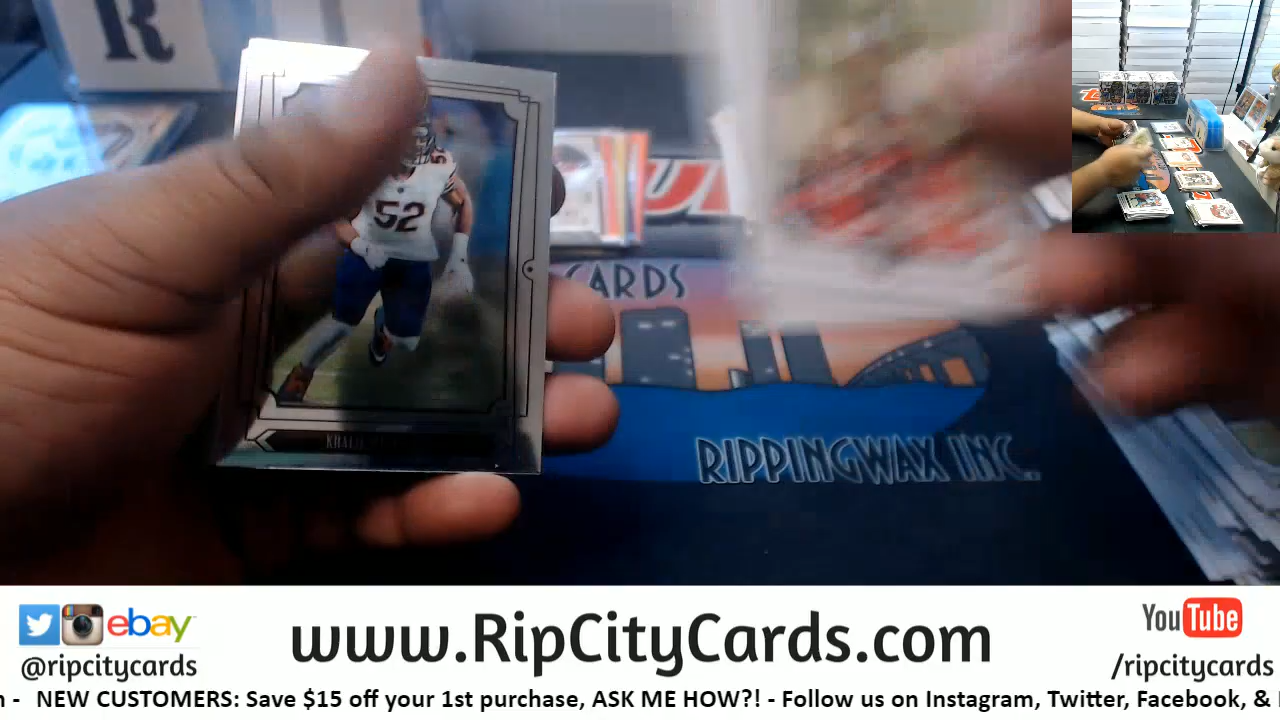 R
52
KHALIL
CARDS
RIPPINGWAX INC.
ebay
www.RipCityCards.com
YouTube
@ripcitycards
/ripcitycards
- NEW CUSTOMERS: Save $15 off your 1st purchase, ASK ME HOW?! - Follow us on Instagram, Twitter, Facebook, &